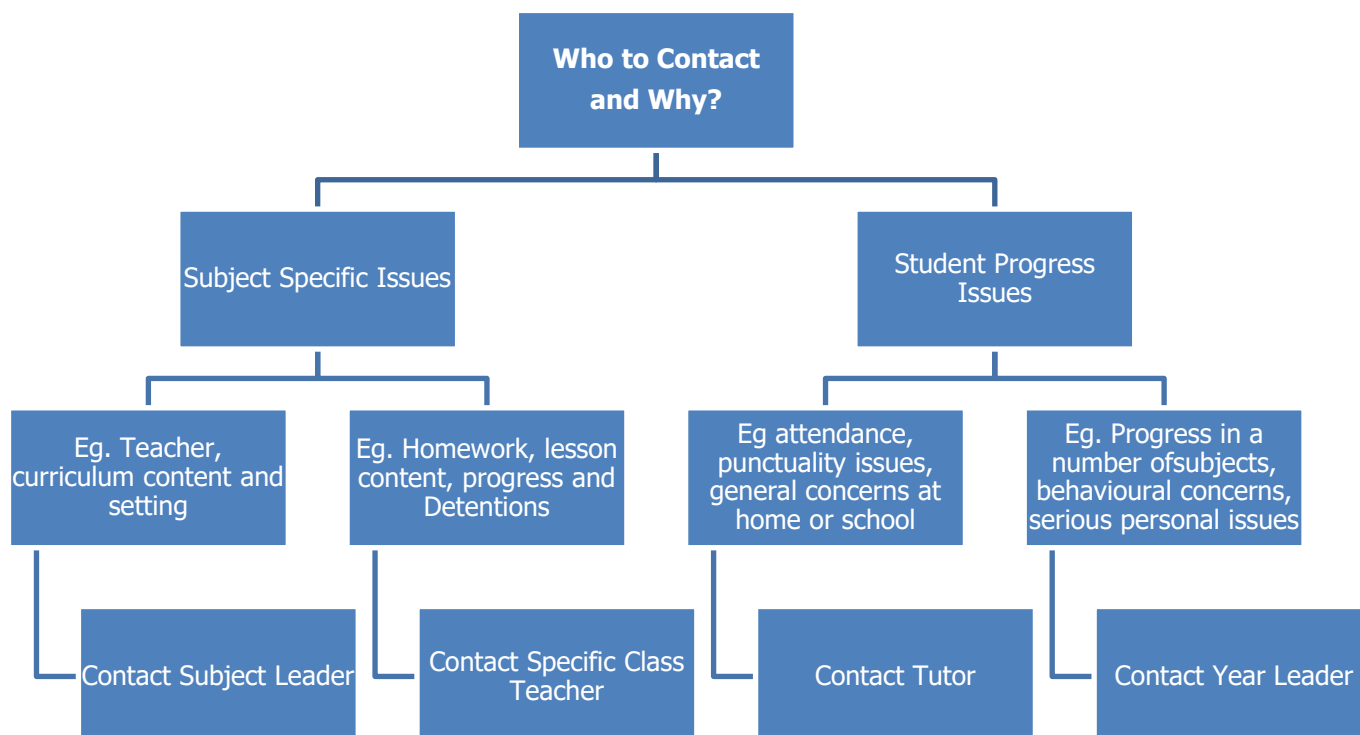 Who to Contact
and Why?
Subject Specific Issues
Student Progress
Issues
Eg. Teacher,
curriculum content and
setting
Eg. Homework, lesson
content, progress and
Detentions
Eg attendance,
punctuality issues,
general concerns at
home or school
Eg. Progress in a
number ofsubjects,
behavioural concerns,
serious personal issues
Contact Subject Leader
Contact Specific Class
Teacher
Contact Tutor
Contact Year Leader